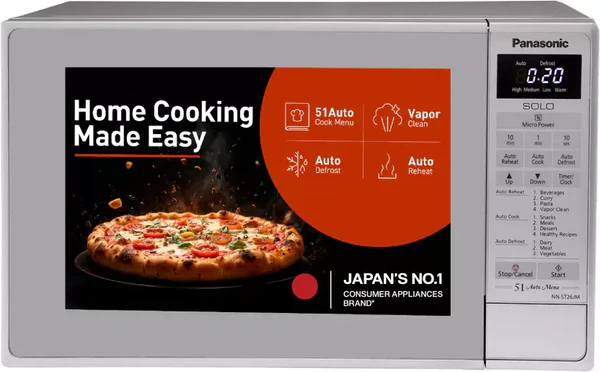 Home Cooking
Made Easy
51Auto
Cook Menu
Vapor
Clean
Auto
Defrost
Auto
Reheat
JAPAN'S NO.1
CONSUMER APPLIANCES
BRAND*
Panasonic
Auto Defrost
0:20
High Medium Low Warm
SOLO
Micro Power
10
min
1
min
10
sec
Auto
Reheat
Auto
Cook
Auto
Defrost
Up
Down
Timer/
Clock
Auto Reheat 1. Beverages
2. Curry
3. Pasta
4. Vapor Clean
Auto Cook 1. Snacks
2. Meals
3. Dessert
4. Healthy Recipes
Auto Defrost 1. Dairy
2. Meat
3. Vegetables
Stop/Cancel
Start
51 Auto Menu
NN-ST26JM